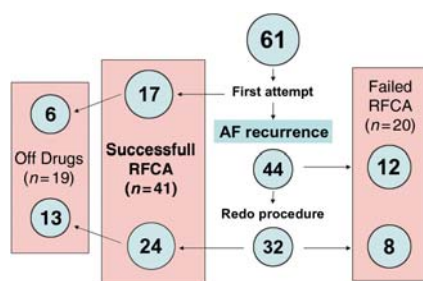 61
First attempt
17
6
AF recurrence
Failed
RFCA
(n=20)
Off Drugs
(n=19)
Successfull
RFCA
(n=41)
44
12
Redo procedure
13
24
32
8